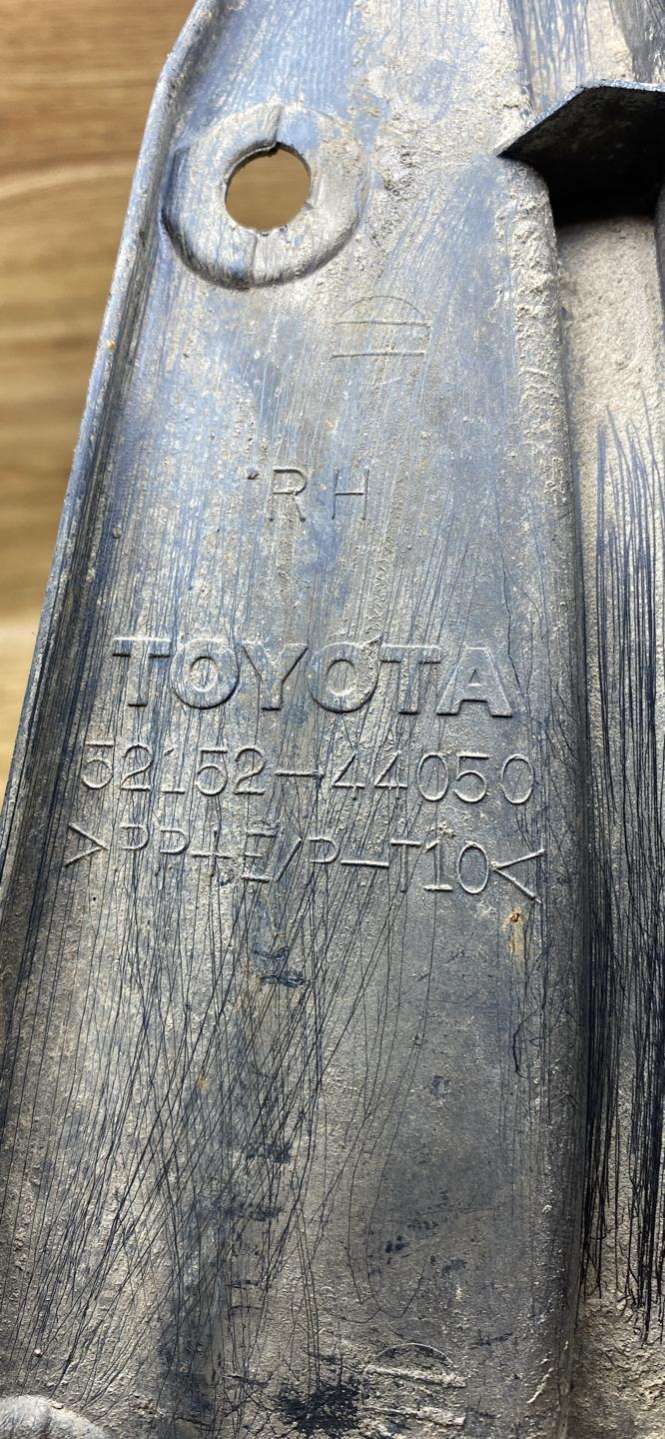 RH
TOYOTA
52152-44050
>PP+E/P-T10<